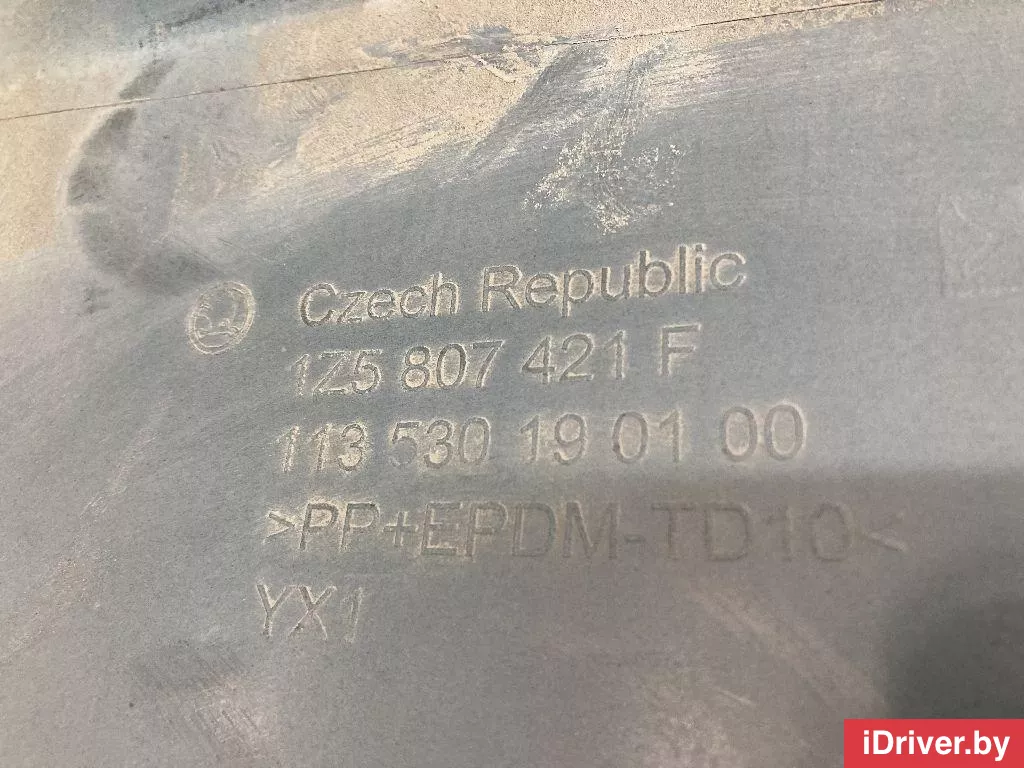 Czech Republic
1Z5 807 421 F
113 530 19 01 00
>PP+EPDM-TD10<
YX1
iDriver.by